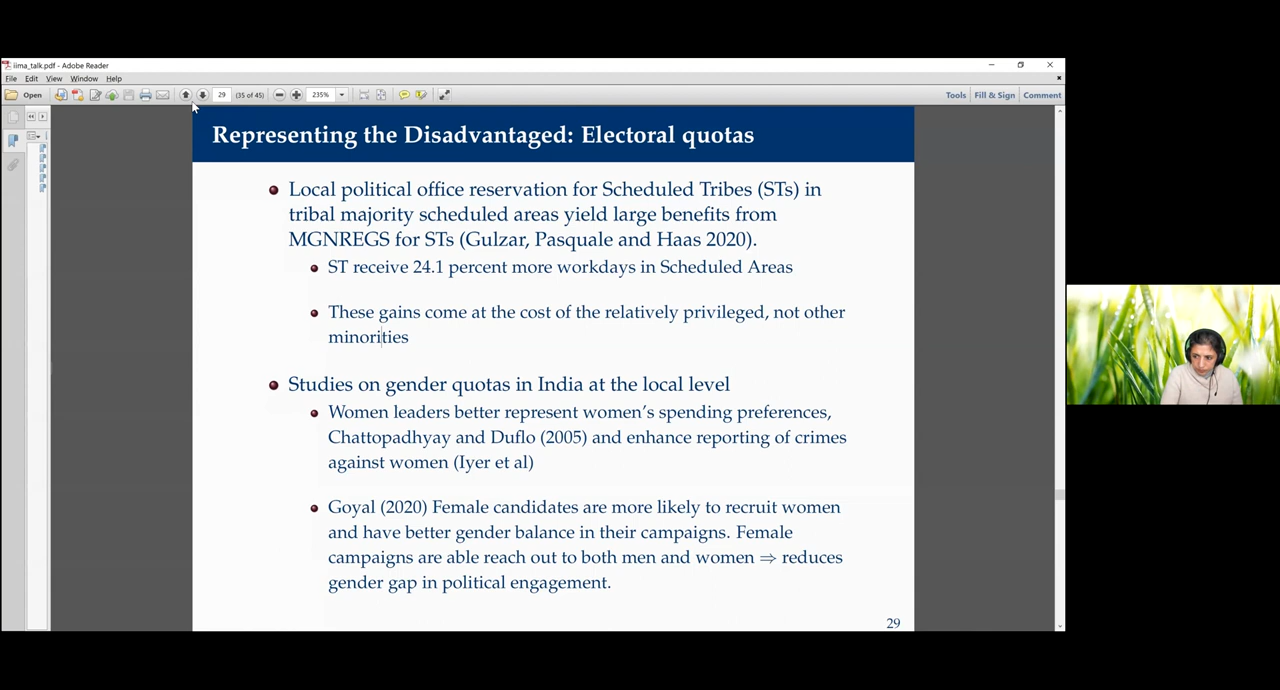 iima_talk.pdf - Adobe Reader
File Edit View Window Help
Open 29 (35 of 45) 235% Tools Fill & Sign Comment
Representing the Disadvantaged: Electoral quotas
Local political office reservation for Scheduled Tribes (STs) in
tribal majority scheduled areas yield large benefits from
MGNREGS for STs (Gulzar, Pasquale and Haas 2020).
ST receive 24.1 percent more workdays in Scheduled Areas
These gains come at the cost of the relatively privileged, not other
minorities
Studies on gender quotas in India at the local level
Women leaders better represent women's spending preferences,
Chattopadhyay and Duflo (2005) and enhance reporting of crimes
against women (Iyer et al)
Goyal (2020) Female candidates are more likely to recruit women
and have better gender balance in their campaigns. Female
campaigns are able reach out to both men and women ⇒ reduces
gender gap in political engagement.
29